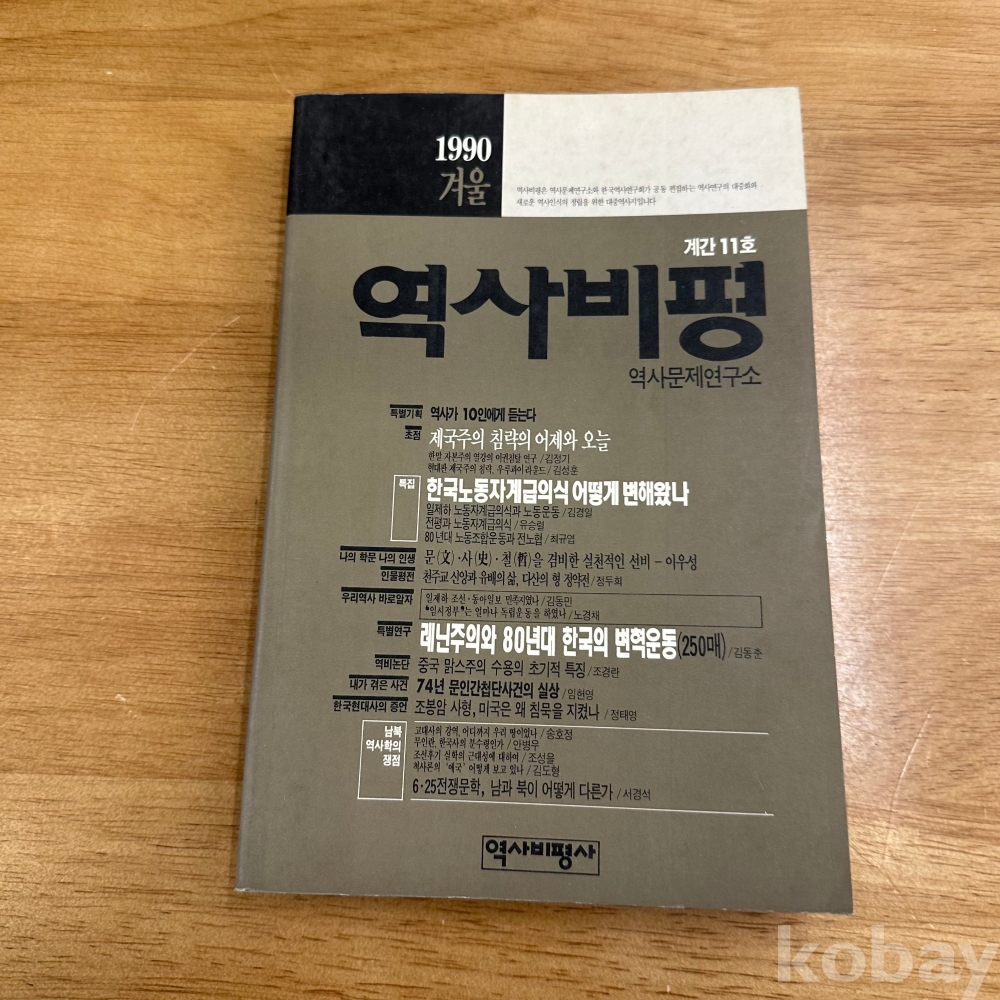 1990
겨울
역사비평은 역사문제연구소와 한국역사연구회가 공동 편집하는 역사연구의 대중화와
새로운 역사인식의 정립을 위한 대중역사지입니다
계간 11호
역사비평
역사문제연구소
특별기획 역사가 10인에게 듣는다
초점 제국주의 침략의 어제와 오늘
한말 자본주의 열강의 이권침탈 연구 / 김정기
현대판 제국주의 침략, 우루과이 라운드 / 김성훈
특집 한국노동자계급의식 어떻게 변해왔나
일제하 노동자계급의식과 노동운동 / 김경일
전평과 노동자계급의식 / 유승렬
80년대 노동조합운동과 전노협 / 최규엽
나의 학문 나의 인생 문(文)·사(史)·철(哲)을 겸비한 실천적인 선비 – 이우성
인물평전 천주교 신앙과 유배의 삶, 다산의 형 정약전 / 정두희
우리역사 바로알자 일제하 조선·동아일보 민족지였나 / 김동민
"임시정부"는 얼마나 독립운동을 하였나 / 노경채
특별연구 레닌주의와 80년대 한국의 변혁운동(250매) / 김동춘
역비논단 중국 맑스주의 수용의 초기적 특징 / 조경란
내가 겪은 사건 74년 문인간첩단사건의 실상 / 임헌영
한국현대사의 증언 조봉암 사형, 미국은 왜 침묵을 지켰나 / 정태영
남북 역사학의 쟁점
고대사의 강역, 어디까지 우리 땅이었나 / 송호정
무인란, 한국사의 분수령인가 / 안병우
조선후기 실학의 근대성에 대하여 / 조성을
척사론의 '애국' 어떻게 보고 있나 / 김도형
6·25전쟁문학, 남과 북이 어떻게 다른가 / 서경석
역사비평사
kobay